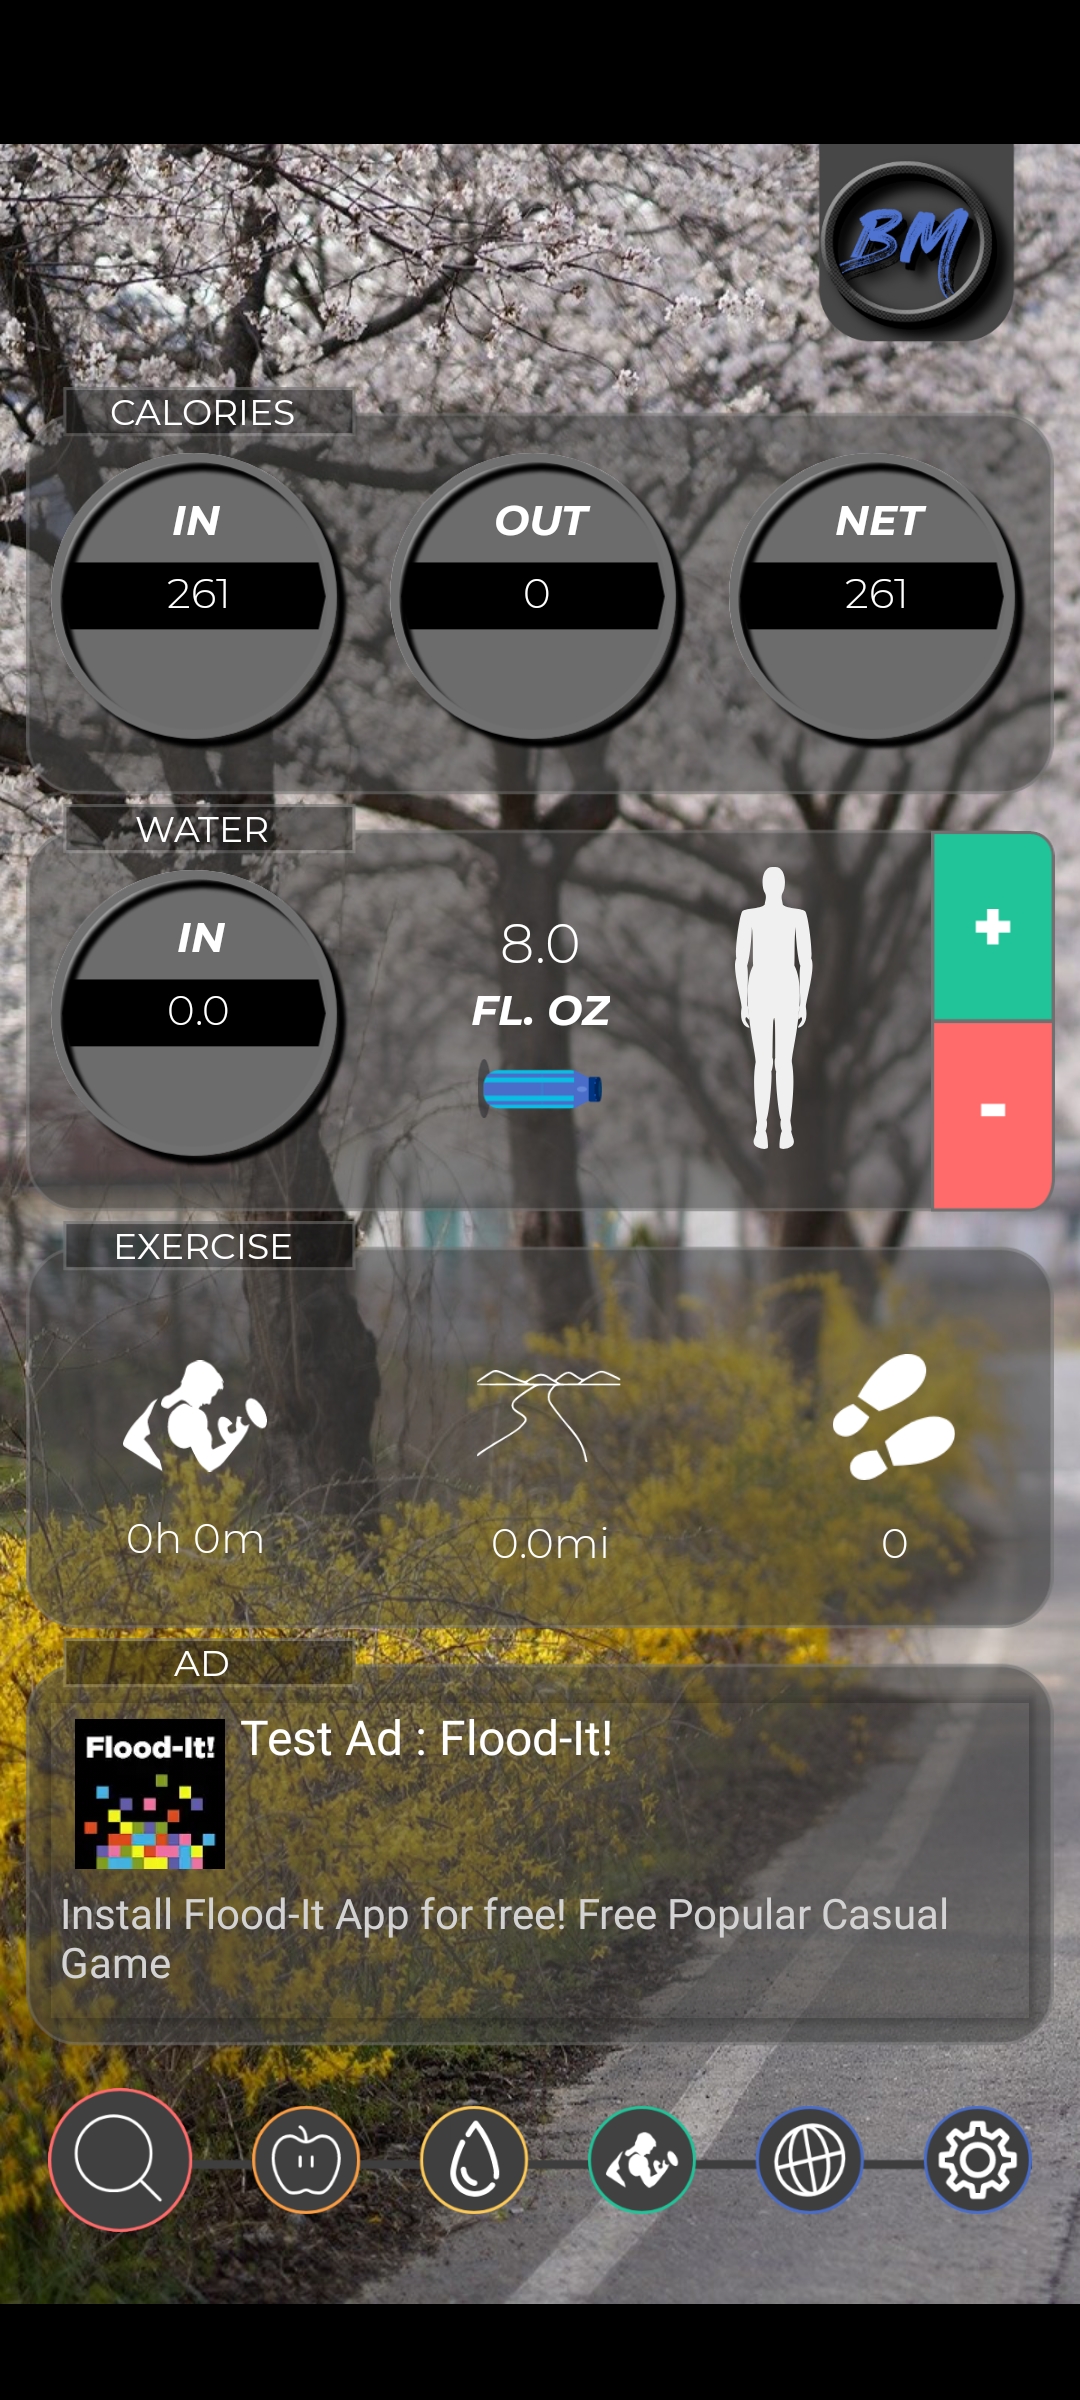 BM
CALORIES
IN
OUT
NET
261
0
261
WATER
IN
0.0
8.0
FL. OZ
+
-
EXERCISE
0h 0m
0.0mi
0
AD
Flood-It!
Test Ad : Flood-It!
Install Flood-It App for free! Free Popular Casual
Game